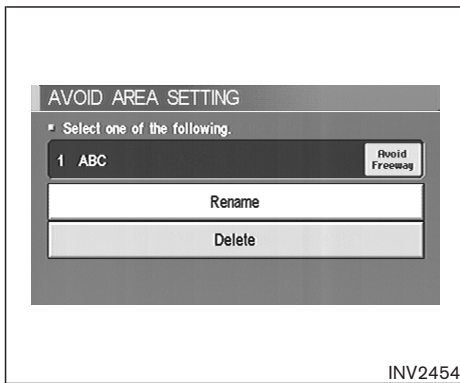 AVOID AREA SETTING
Select one of the following.
1 ABC
Avoid
Freeway
Rename
Delete
INV2454